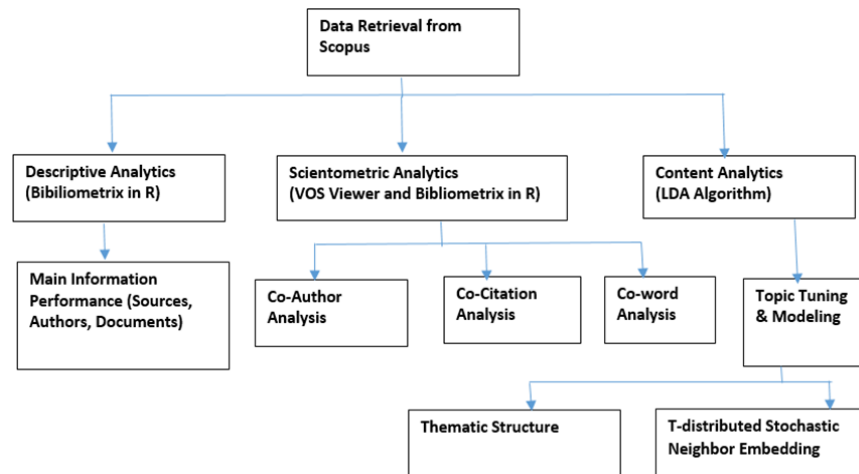 Data Retrieval from
Scopus
Descriptive Analytics
(Bibiliometrix in R)
Scientometric Analytics
(VOS Viewer and Bibliometrix in R)
Content Analytics
(LDA Algorithm)
Main Information
Performance (Sources,
Authors, Documents)
Co-Author
Analysis
Co-Citation
Analysis
Co-word
Analysis
Topic Tuning
& Modeling
Thematic Structure
T-distributed Stochastic
Neighbor Embedding